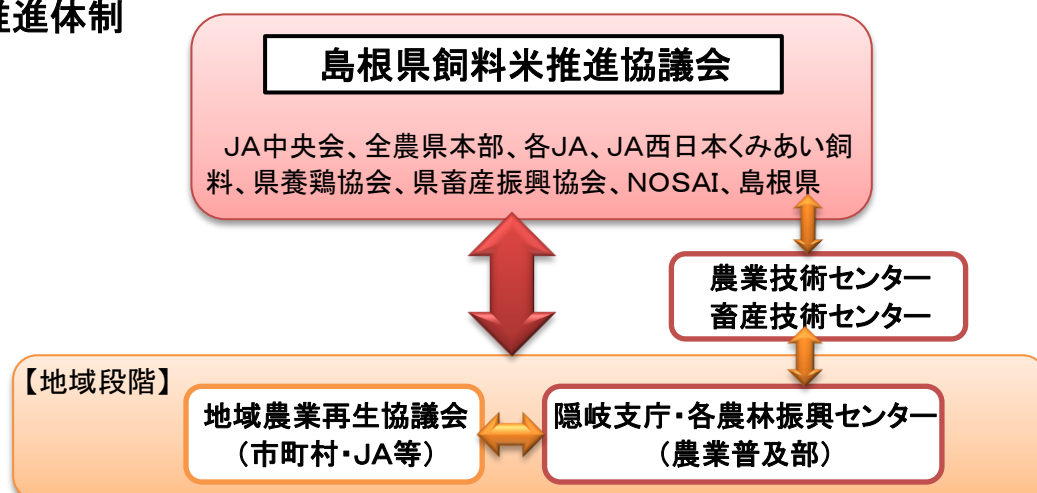 推進体制
島根県飼料米推進協議会
JA中央会、全農県本部、各JA、JA西日本くみあい飼
料、県養鶏協会、県畜産振興協会、NOSAI、島根県
農業技術センター
畜産技術センター
【地域段階】
地域農業再生協議会
（市町村・JA等）
隠岐支庁・各農林振興センター
（農業普及部）